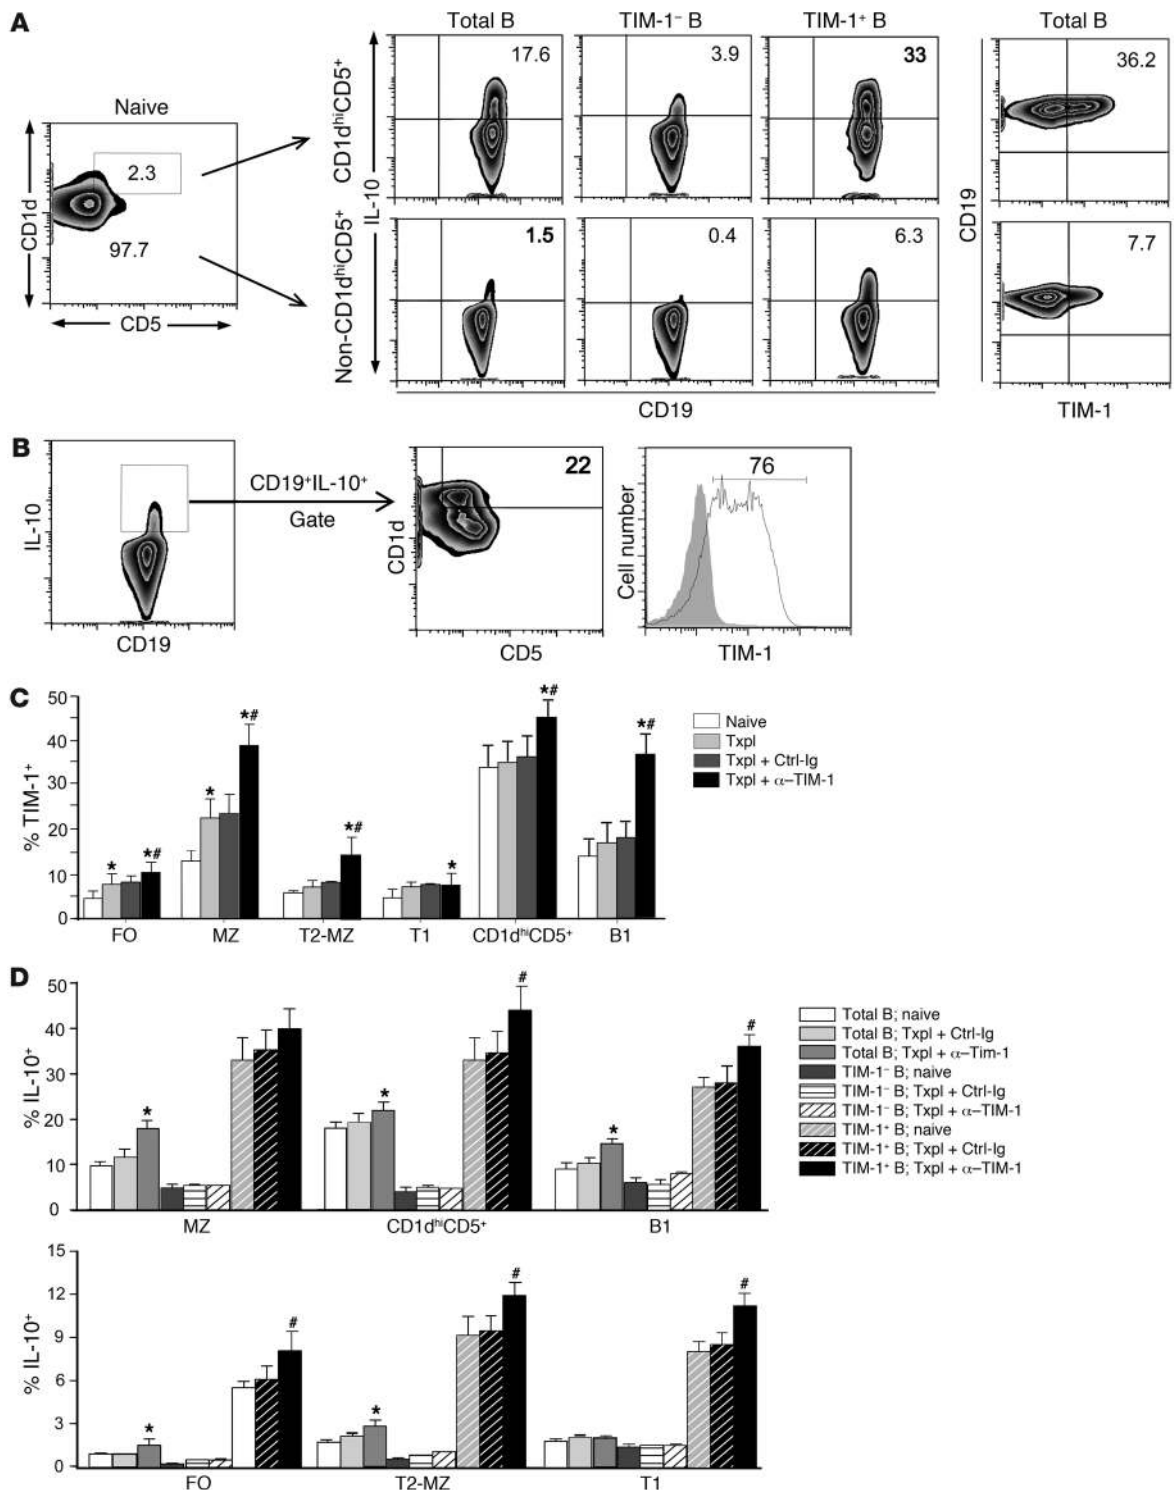 A
Total B
TIM-1⁻ B
TIM-1⁺ B
Total B
Naive
CD1d
2.3
97.7
CD5
CD1dʰⁱCD5⁺
Non-CD1dʰⁱCD5⁺
IL-10
17.6
3.9
33
1.5
0.4
6.3
CD19
36.2
7.7
CD19
TIM-1
B
IL-10
CD19
CD19⁺IL-10⁺
Gate
22
CD1d
CD5
76
Cell number
TIM-1
C
% TIM-1⁺
50
40
30
20
10
0
*
*#
*
*#
*#
*
*#
*#
FO
MZ
T2-MZ
T1
CD1dʰⁱCD5⁺
B1
Naive
Txpl
Txpl + Ctrl-Ig
Txpl + α–TIM-1
D
% IL-10⁺
50
40
30
20
10
0
*
*
#
*
#
MZ
CD1dʰⁱCD5⁺
B1
Total B; naive
Total B; Txpl + Ctrl-Ig
Total B; Txpl + α–Tim-1
TIM-1⁻ B; naive
TIM-1⁻ B; Txpl + Ctrl-Ig
TIM-1⁻ B; Txpl + α–TIM-1
TIM-1⁺ B; naive
TIM-1⁺ B; Txpl + Ctrl-Ig
TIM-1⁺ B; Txpl + α–TIM-1
% IL-10⁺
15
12
9
6
3
0
*
#
*
#
#
FO
T2-MZ
T1